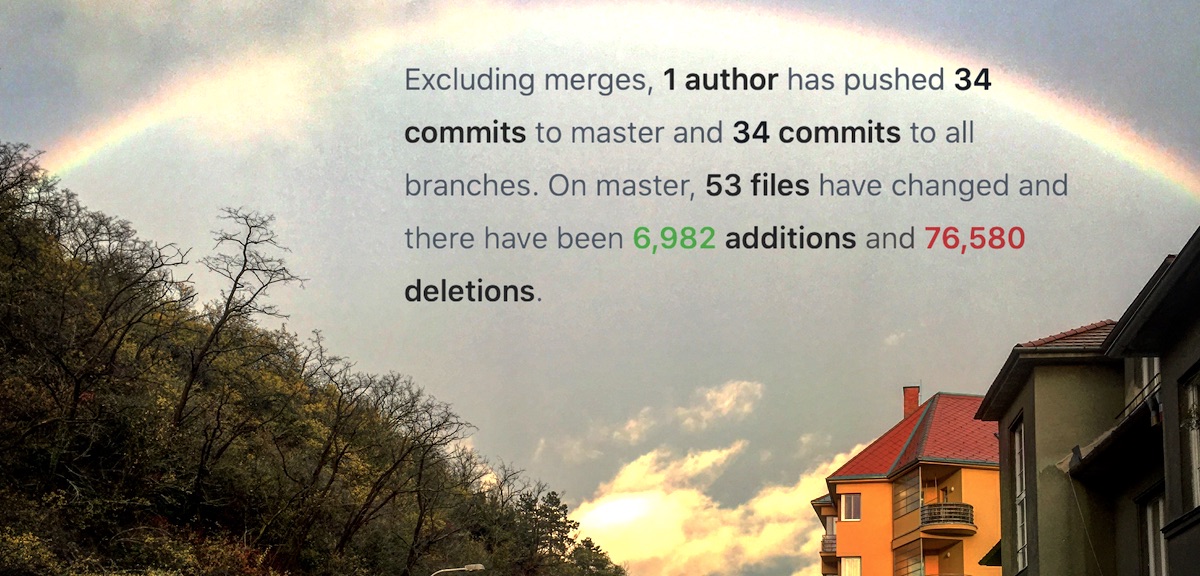 Excluding merges, 1 author has pushed 34
commits to master and 34 commits to all
branches. On master, 53 files have changed and
there have been 6,982 additions and 76,580
deletions.